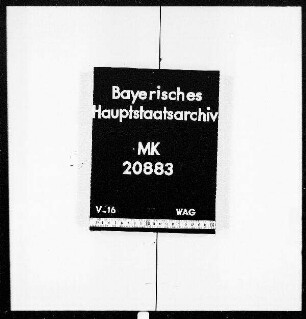 Bayerisches
Hauptstaatsarchiv
MK
20883
V-16 WAG